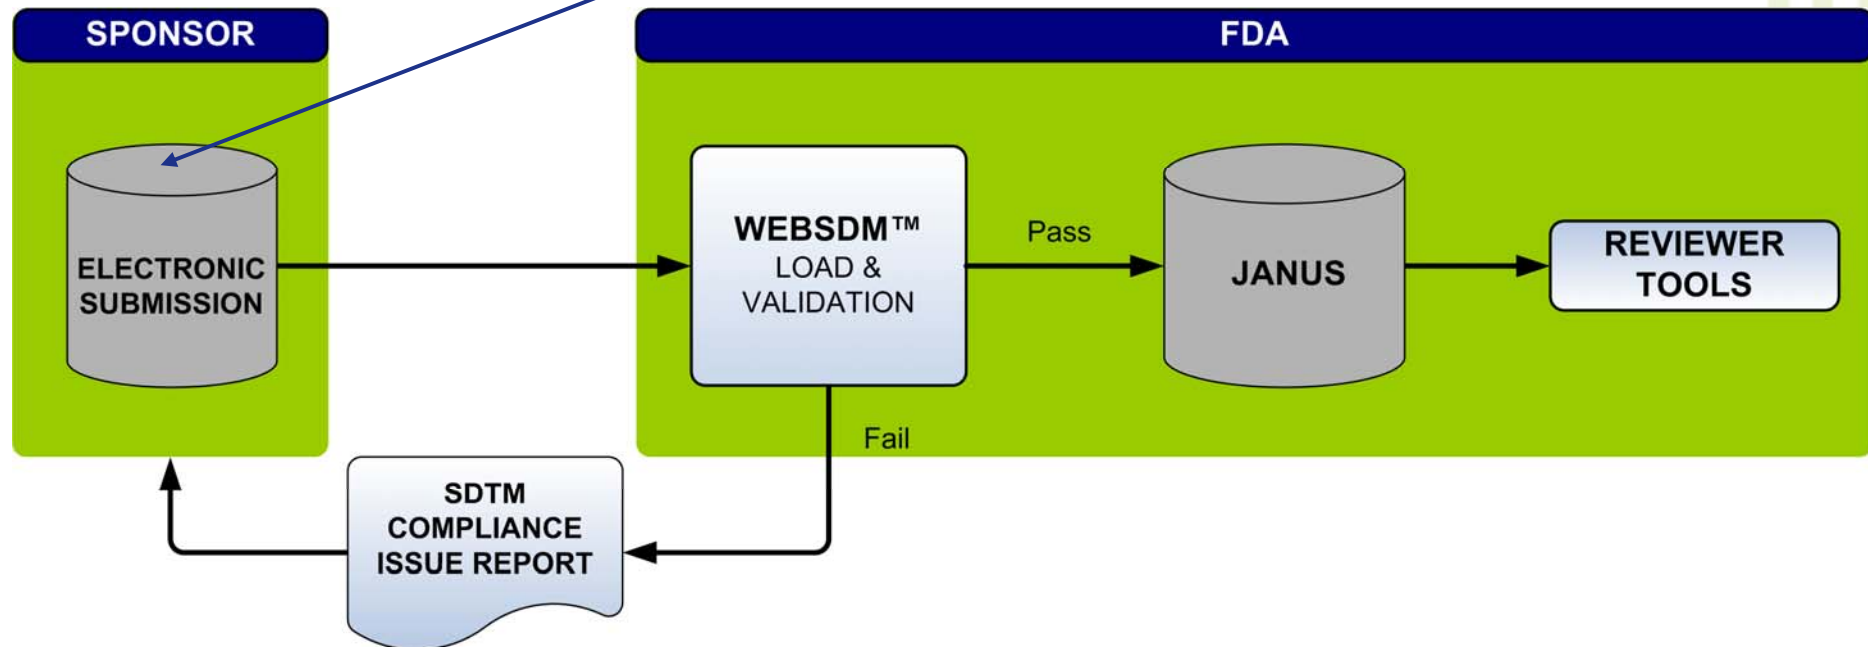 SPONSOR
FDA
ELECTRONIC
SUBMISSION
WEBSDM™
LOAD &
VALIDATION
Pass
JANUS
REVIEWER
TOOLS
Fail
SDTM
COMPLIANCE
ISSUE REPORT